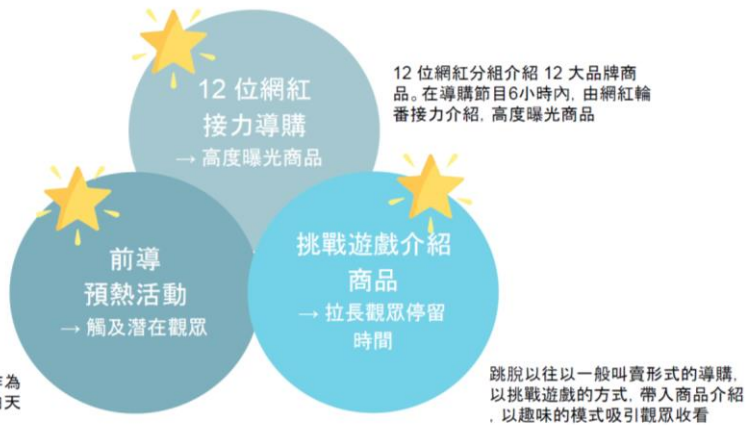 12 位網紅
接力導購
→ 高度曝光商品
12 位網紅分組介紹 12 大品牌商
品。在導購節目6小時內, 由網紅輪
番接力介紹, 高度曝光商品
前導
預熱活動
→ 觸及潛在觀眾
挑戰遊戲介紹
商品
→ 拉長觀眾停留
時間
為
天
跳脫以往以一般叫賣形式的導購,
以挑戰遊戲的方式, 帶入商品介紹
, 以趣味的模式吸引觀眾收看